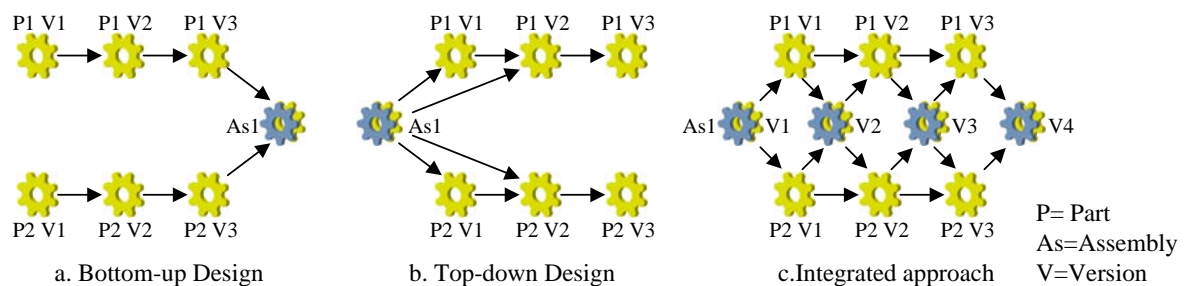 P1 V1 P1 V2 P1 V3
As1
P2 V1 P2 V2 P2 V3
a. Bottom-up Design
P1 V1 P1 V2 P1 V3
As1
P2 V1 P2 V2 P2 V3
b. Top-down Design
P1 V1 P1 V2 P1 V3
As1 V1 V2 V3 V4
P2 V1 P2 V2 P2 V3
c.Integrated approach
P= Part
As=Assembly
V=Version